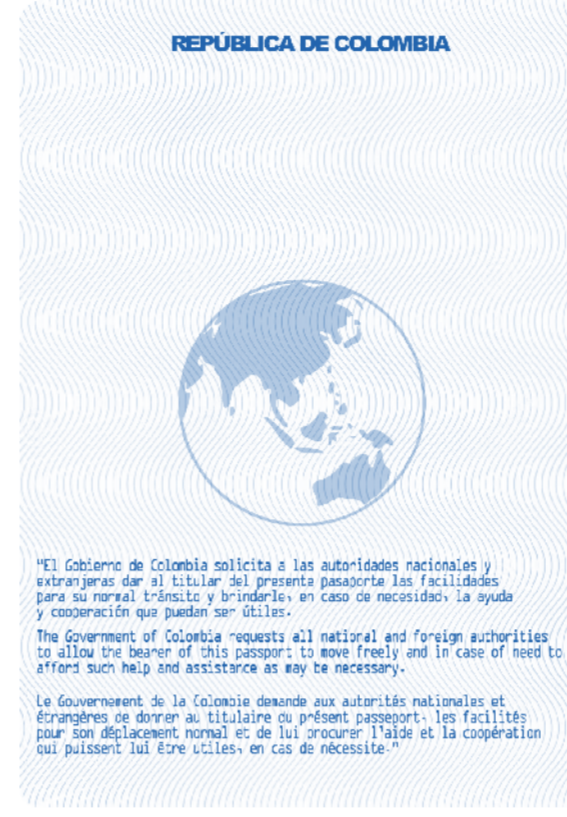 REPÚBLICA DE COLOMBIA
"El Gobierno de Colombia solicita a las autoridades nacionales y
extranjeras dar al titular del presente pasaporte las facilidades
para su normal tránsito y brindarle, en caso de necesidad, la ayuda
y cooperación que puedan ser útiles.
The Government of Colombia requests all national and foreign authorities
to allow the bearer of this passport to move freely and in case of need to
afford such help and assistance as may be necessary.
Le Gouvernement de la Colombie demande aux autorités nationales et
étrangères de donner au titulaire du présent passeport, les facilités
pour son déplacement normal et de lui procurer l'aide et la coopération
qui puissent lui être utiles, en cas de nécessite."